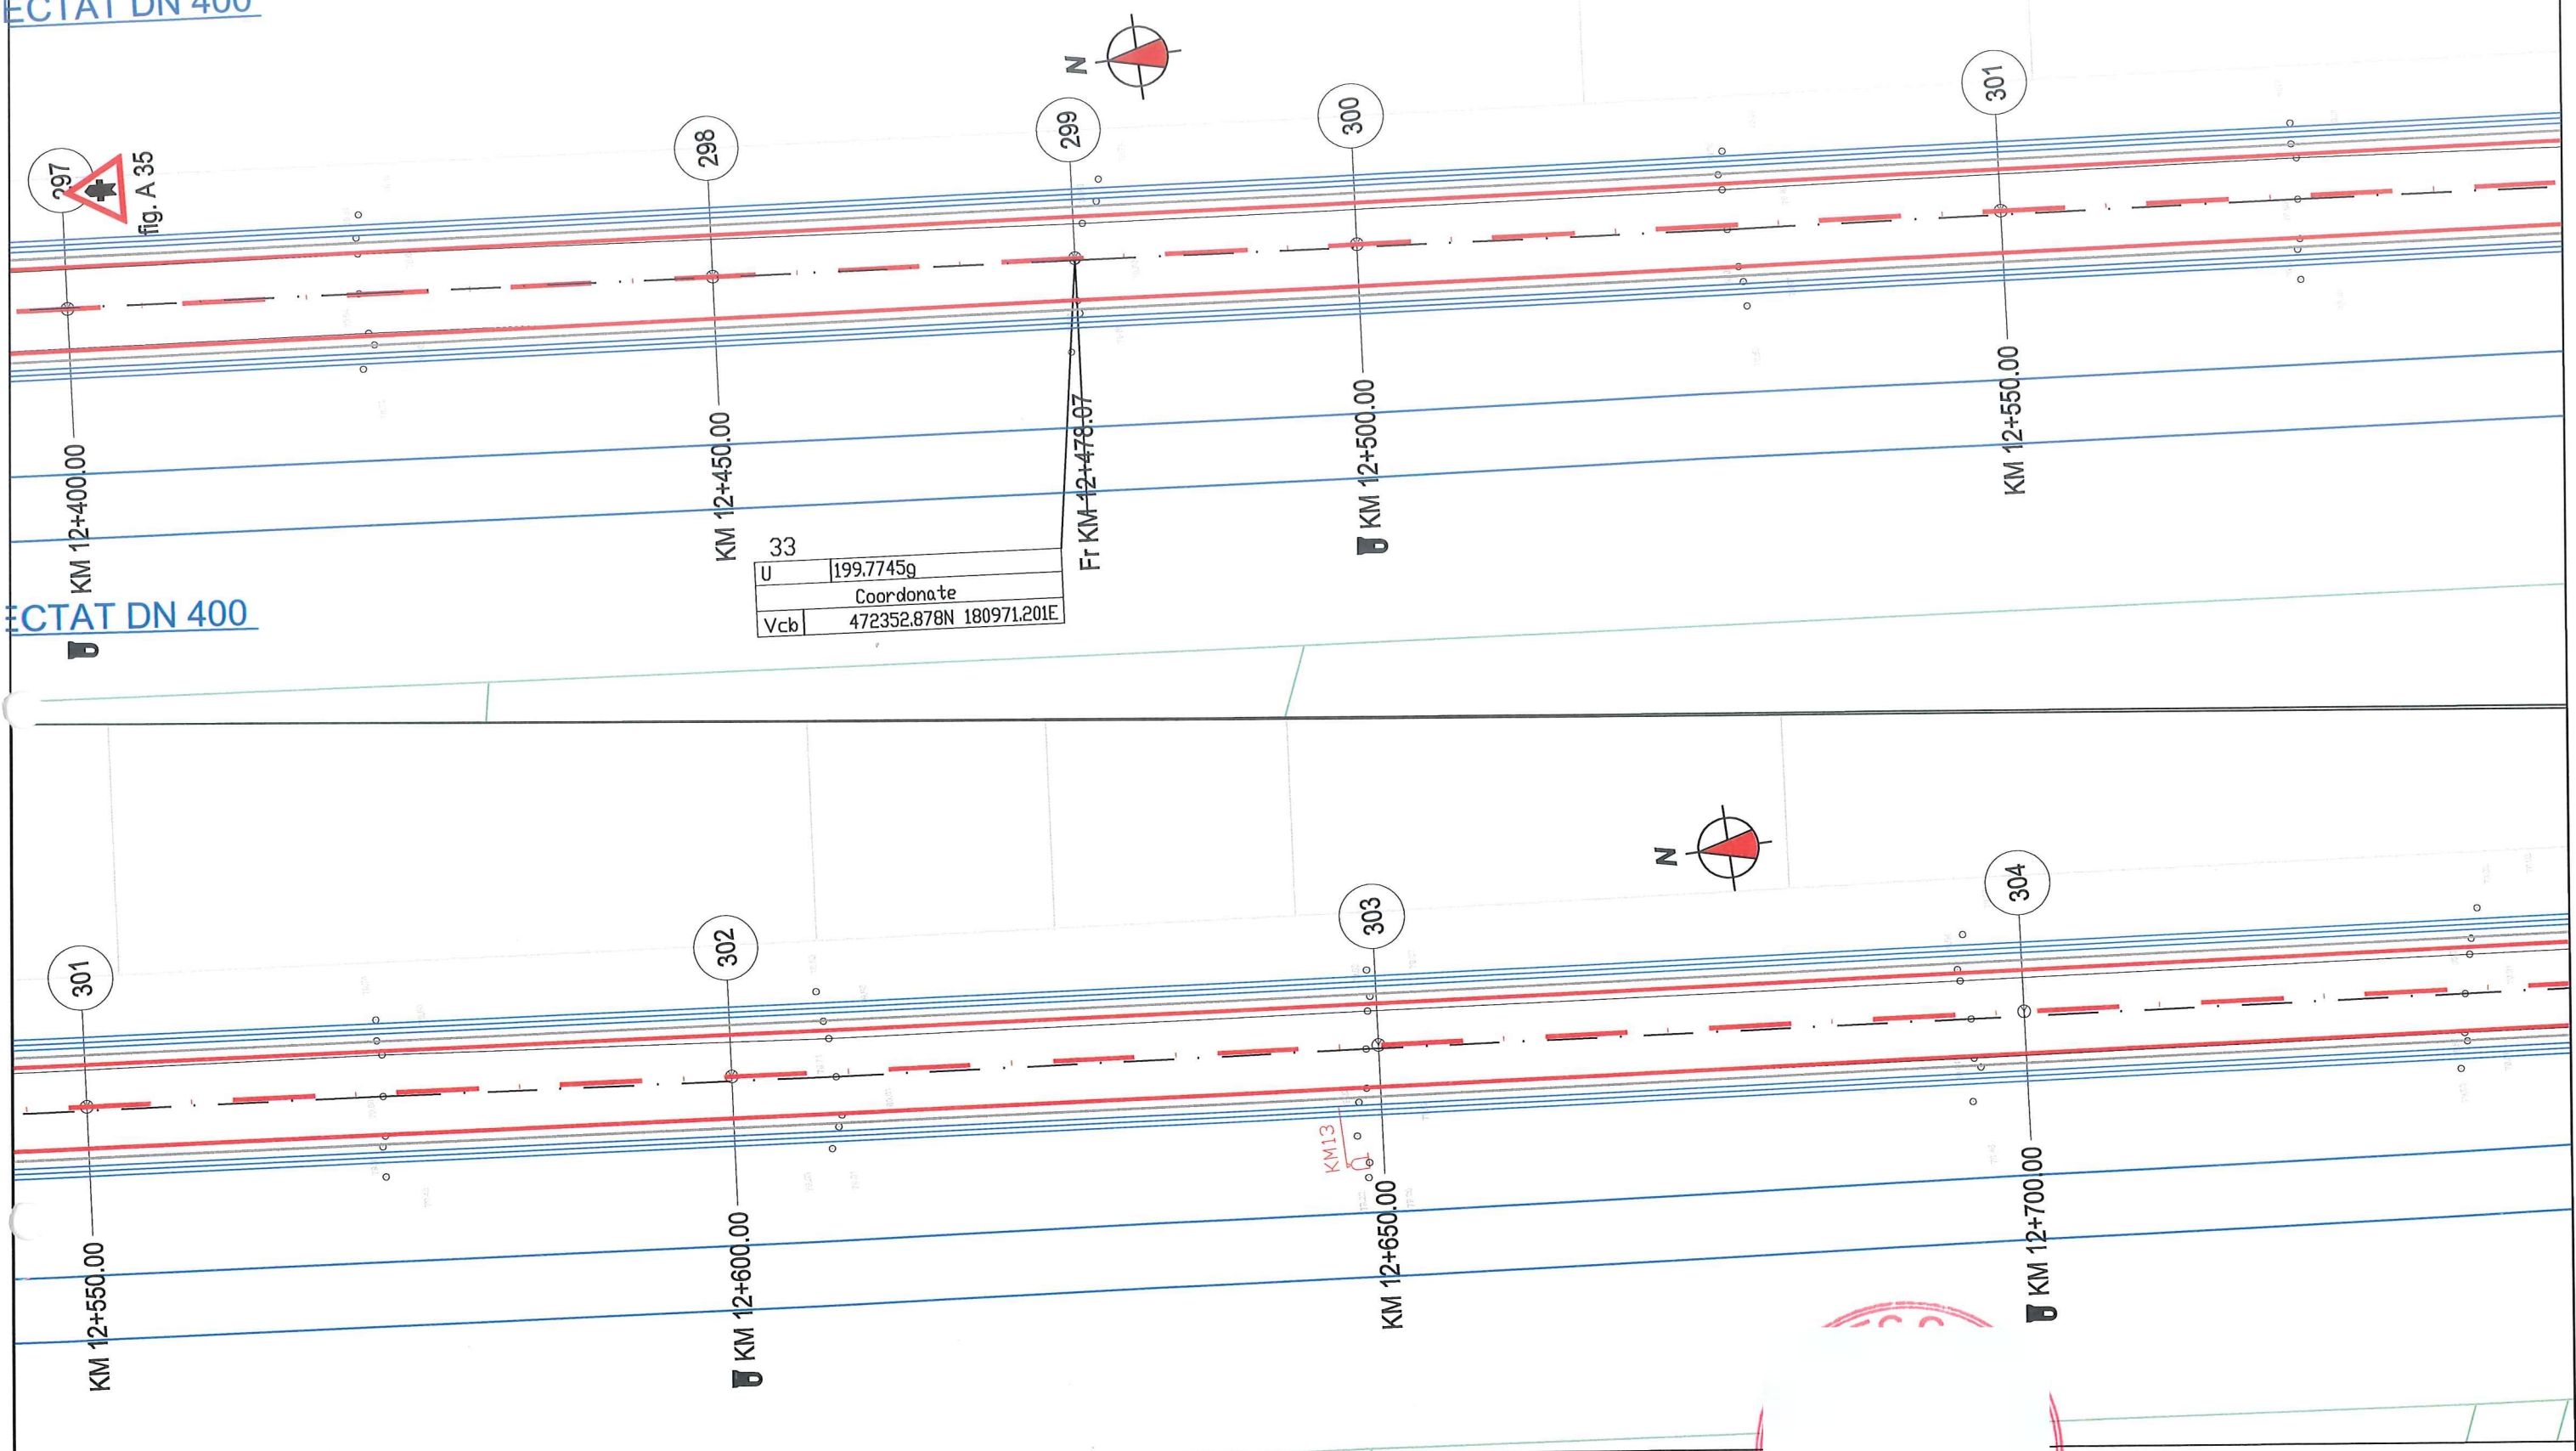 ECTAT DN 400
N
297
298
299
300
301
fig. A 35
KM 12+400.00
KM 12+450.00
Fr KM 12+478.07
KM 12+500.00
KM 12+550.00
33
U 199.7745g
Coordonate
Vcb 472352.878N 180971.201E
ECTAT DN 400
N
301
302
303
304
KM13
KM 12+550.00
KM 12+600.00
KM 12+650.00
KM 12+700.00